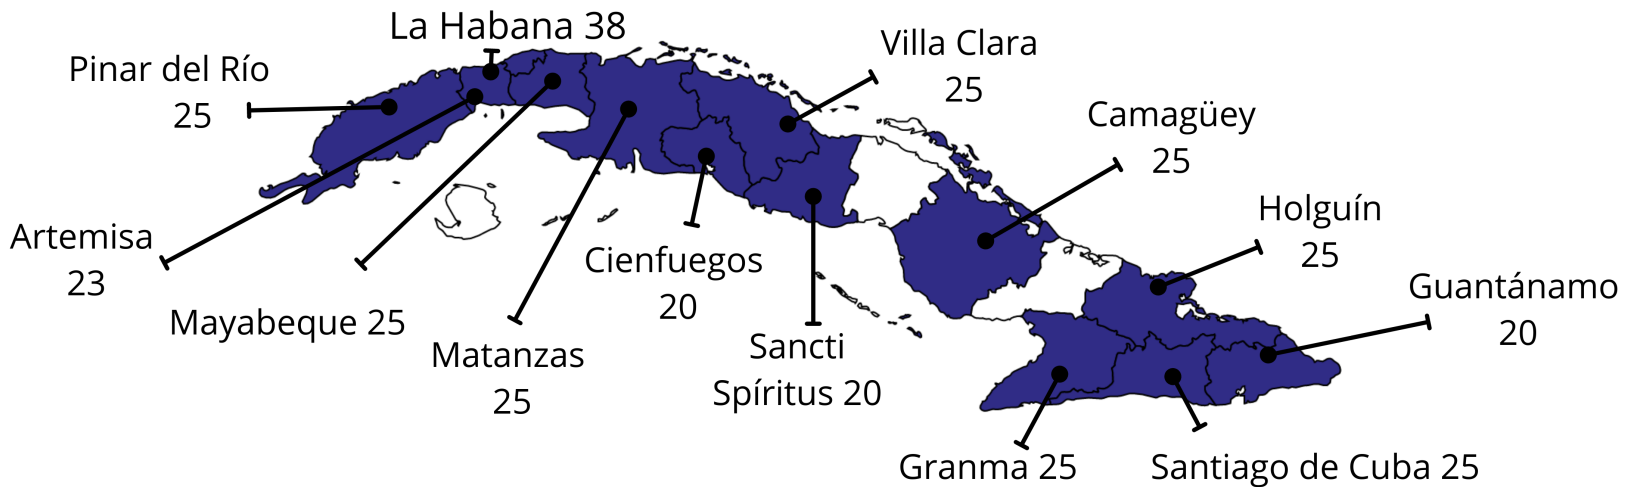 La Habana 38
Pinar del Río
25
Villa Clara
25
Camagüey
25
Holguín
25
Guantánamo
20
Artemisa
23
Mayabeque 25
Matanzas
25
Cienfuegos
20
Sancti
Spíritus 20
Granma 25
Santiago de Cuba 25